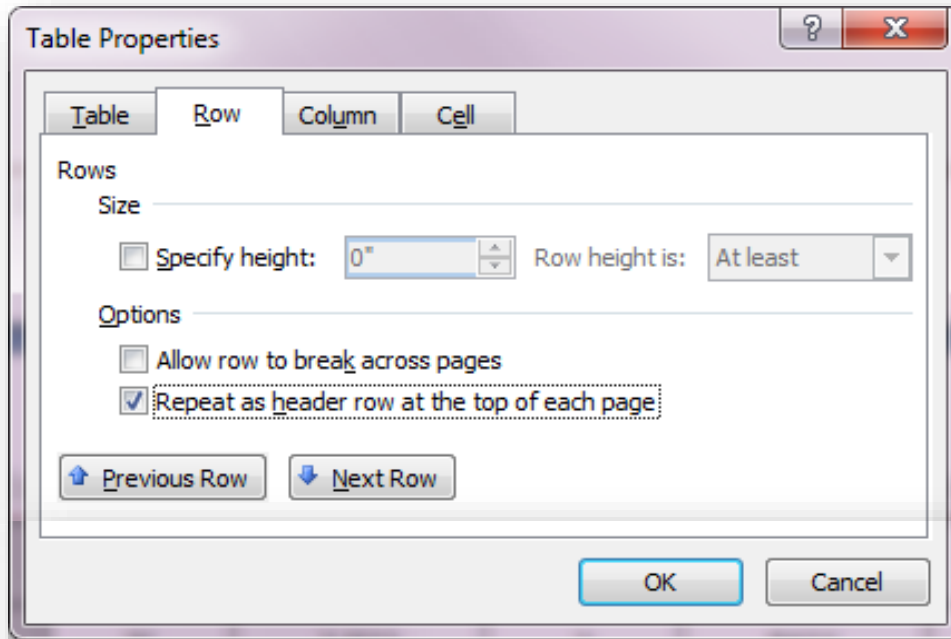 Table Properties
?
Table Row Column Cell
Rows
Size
Specify height: 0" Row height is: At least
Options
Allow row to break across pages
Repeat as header row at the top of each page
Previous Row Next Row
OK Cancel